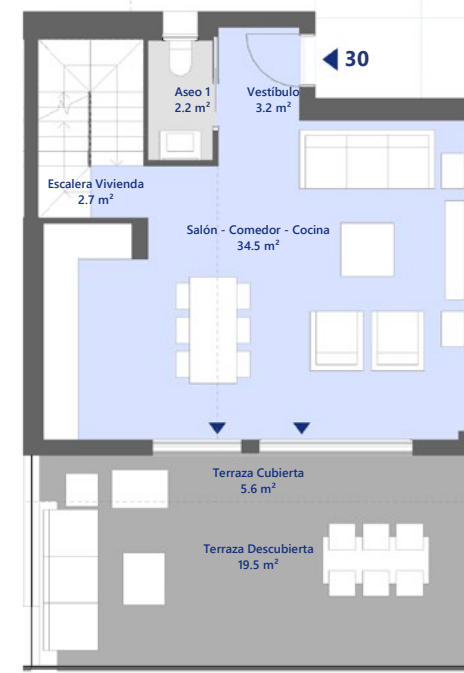 30
Aseo 1
2.2 m²
Vestíbulo
3.2 m²
Escalera Vivienda
2.7 m²
Salón - Comedor - Cocina
34.5 m²
Terraza Cubierta
5.6 m²
Terraza Descubierta
19.5 m²